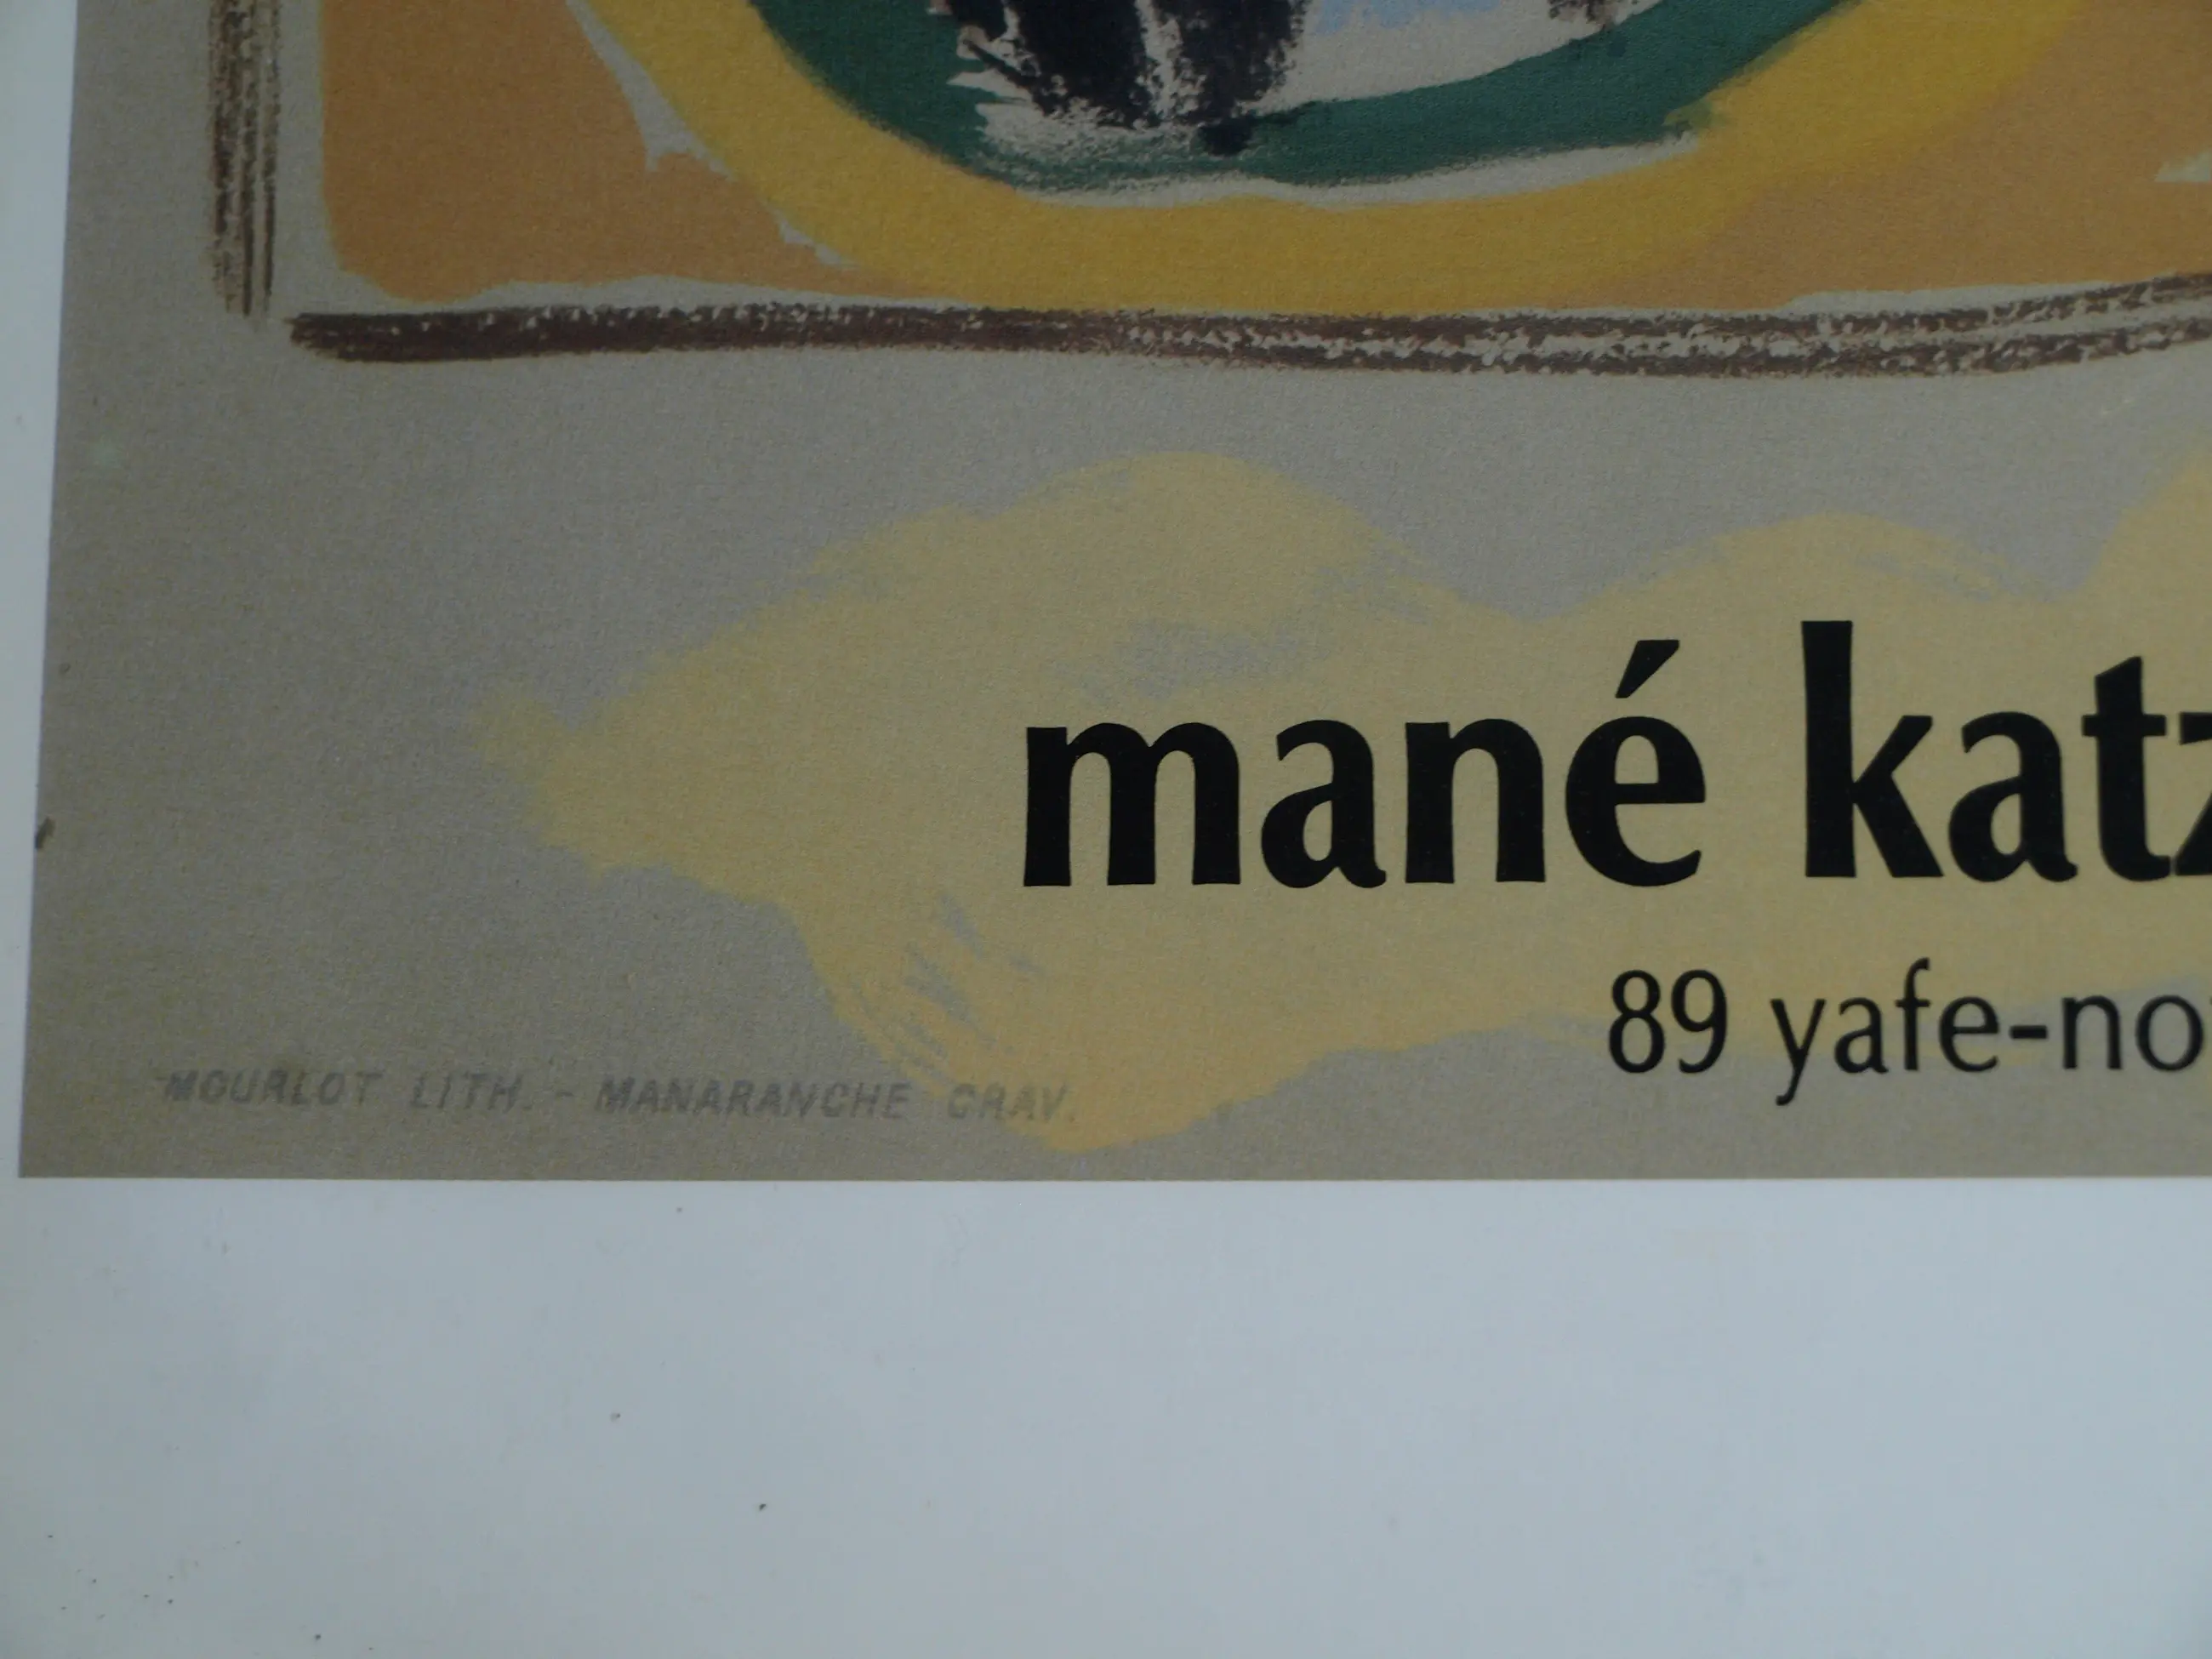 mané katz
89 yafe-no
MOURLOT LITH. - MANARANCHE GRAV.